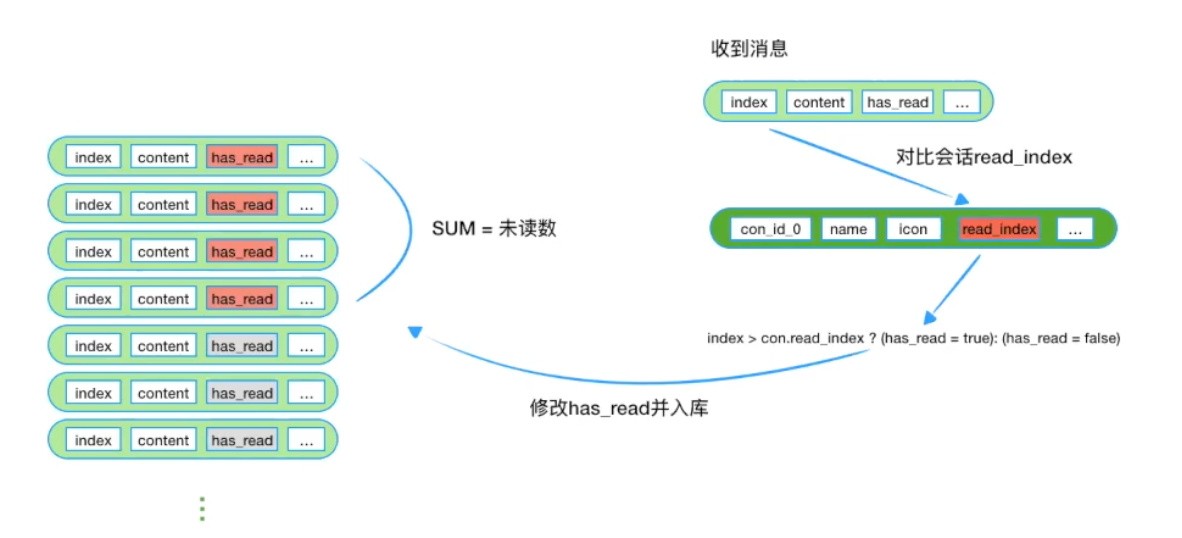 收到消息
index content has_read ...
对比会话read_index
con_id_0 name icon read_index ...
index > con.read_index ? (has_read = true): (has_read = false)
修改has_read并入库
index content has_read ...
index content has_read ...
index content has_read ...
index content has_read ...
index content has_read ...
index content has_read ...
index content has_read ...
SUM = 未读数